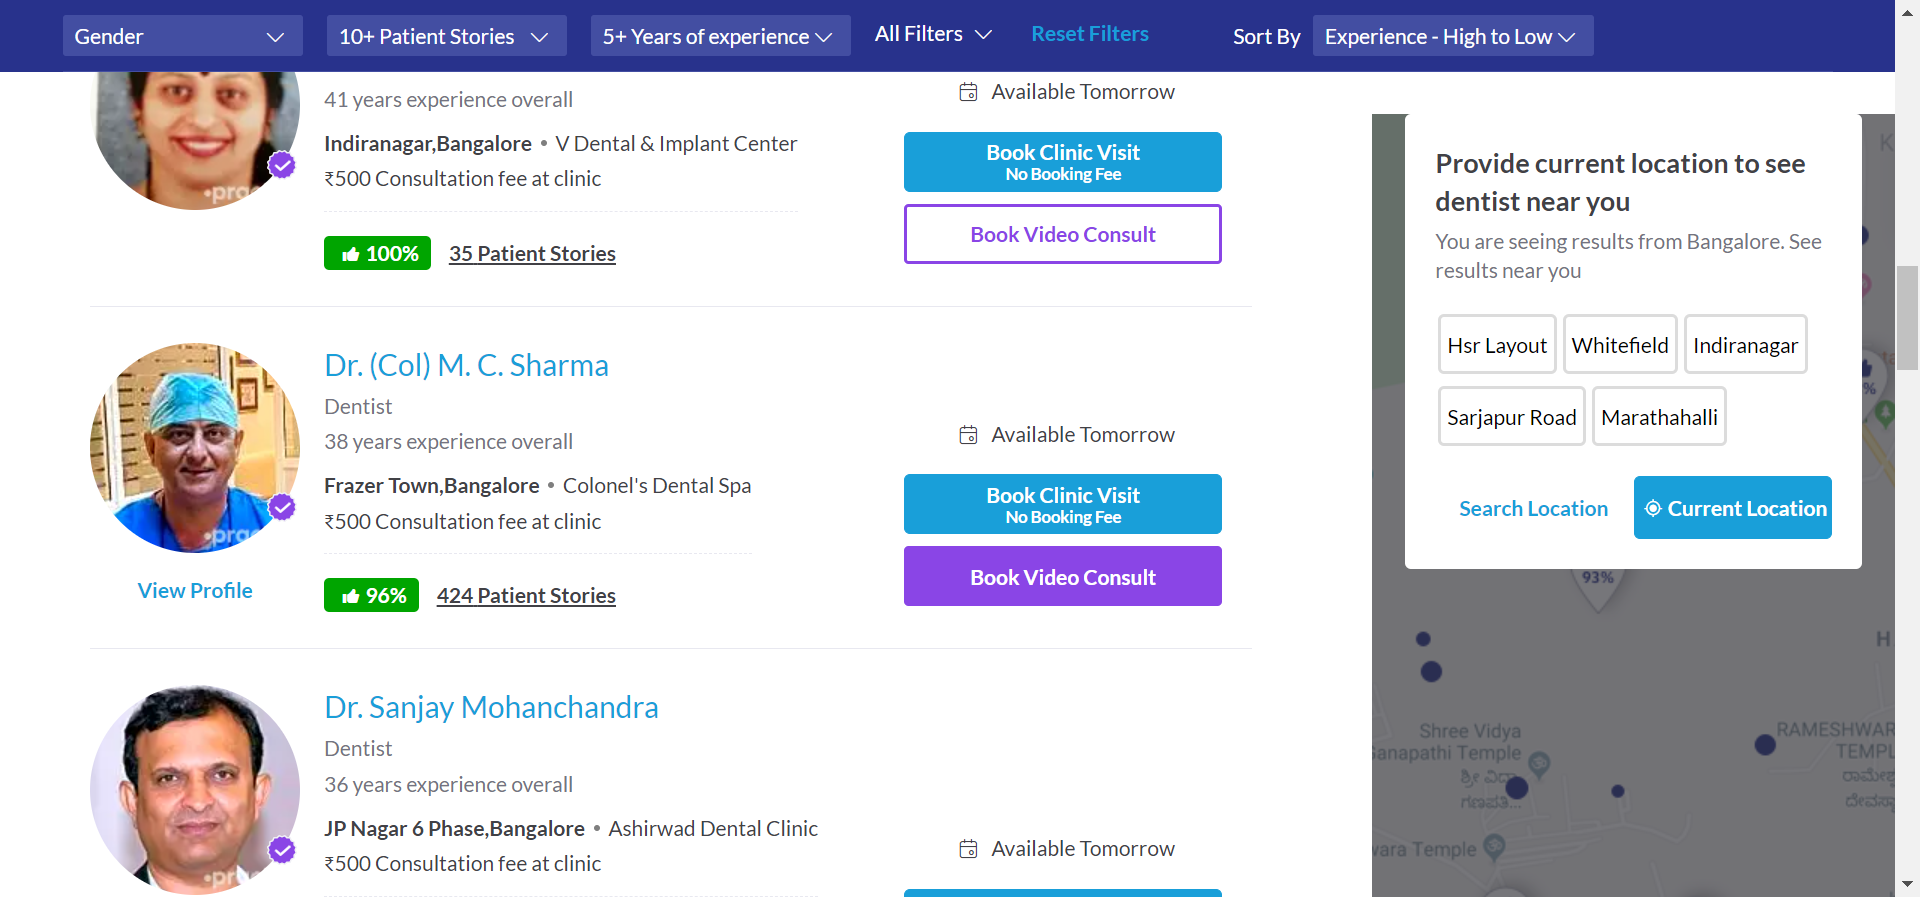 Gender
10+ Patient Stories
5+ Years of experience
All Filters
Reset Filters
Sort By
Experience - High to Low
41 years experience overall
Indiranagar,Bangalore • V Dental & Implant Center
₹500 Consultation fee at clinic
100%
35 Patient Stories
Available Tomorrow
Book Clinic Visit
No Booking Fee
Book Video Consult
Dr. (Col) M. C. Sharma
Dentist
38 years experience overall
Frazer Town,Bangalore • Colonel's Dental Spa
₹500 Consultation fee at clinic
View Profile
96%
424 Patient Stories
Available Tomorrow
Book Clinic Visit
No Booking Fee
Book Video Consult
Dr. Sanjay Mohanchandra
Dentist
36 years experience overall
JP Nagar 6 Phase,Bangalore • Ashirwad Dental Clinic
₹500 Consultation fee at clinic
Available Tomorrow
Provide current location to see
dentist near you
You are seeing results from Bangalore. See
results near you
Hsr Layout
Whitefield
Indiranagar
Sarjapur Road
Marathahalli
Search Location
Current Location
93%
Shree Vidya
Ganapathi Temple
ಶ್ರೀ ವಿದ್ಯಾ
ಗಣಪತಿ...
RAMESHWAR
TEMPL
wara Temple